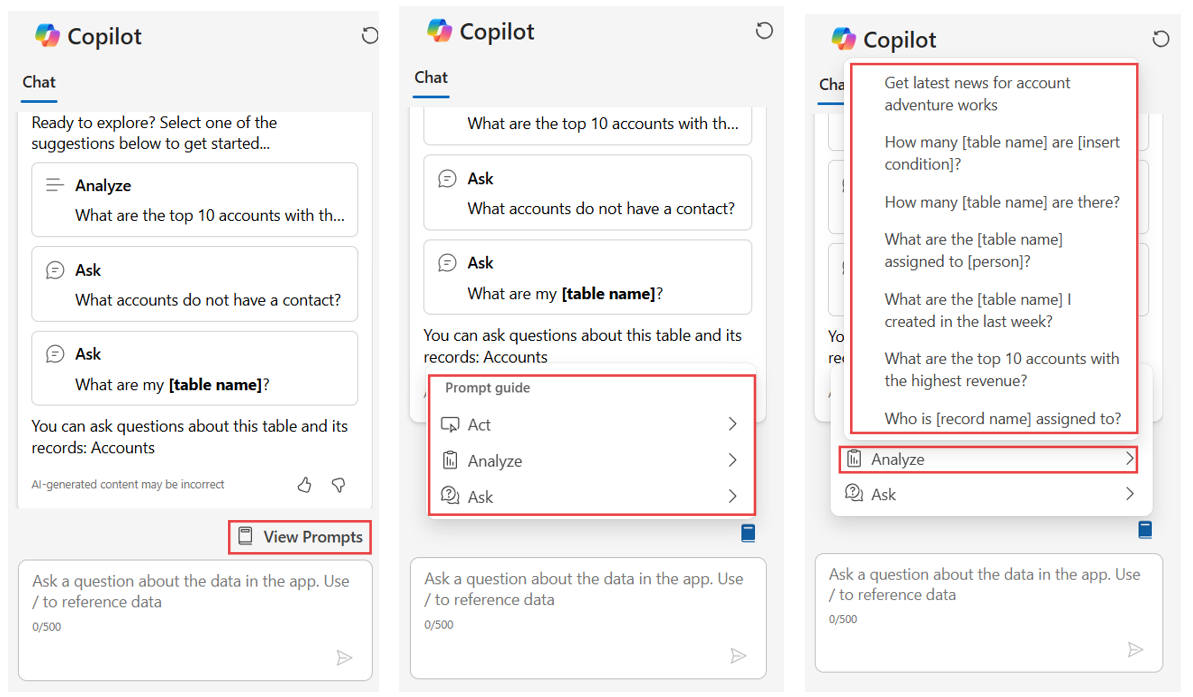 Copilot
Chat
Ready to explore? Select one of the
suggestions below to get started...
Analyze
What are the top 10 accounts with th...
Ask
What accounts do not have a contact?
Ask
What are my [table name]?
You can ask questions about this table and its
records: Accounts
AI-generated content may be incorrect
View Prompts
Ask a question about the data in the app. Use
/ to reference data
0/500
Copilot
Chat
What are the top 10 accounts with th...
Ask
What accounts do not have a contact?
Ask
What are my [table name]?
You can ask questions about this table and its
records: Accounts
Prompt guide
Act
Analyze
Ask
Ask a question about the data in the app. Use
/ to reference data
0/500
Copilot
Cha
Get latest news for account
adventure works
How many [table name] are [insert
condition]?
How many [table name] are there?
What are the [table name]
assigned to [person]?
What are the [table name] I
created in the last week?
What are the top 10 accounts with
the highest revenue?
Who is [record name] assigned to?
Yo
re
Analyze
Ask
Ask a question about the data in the app. Use
/ to reference data
0/500